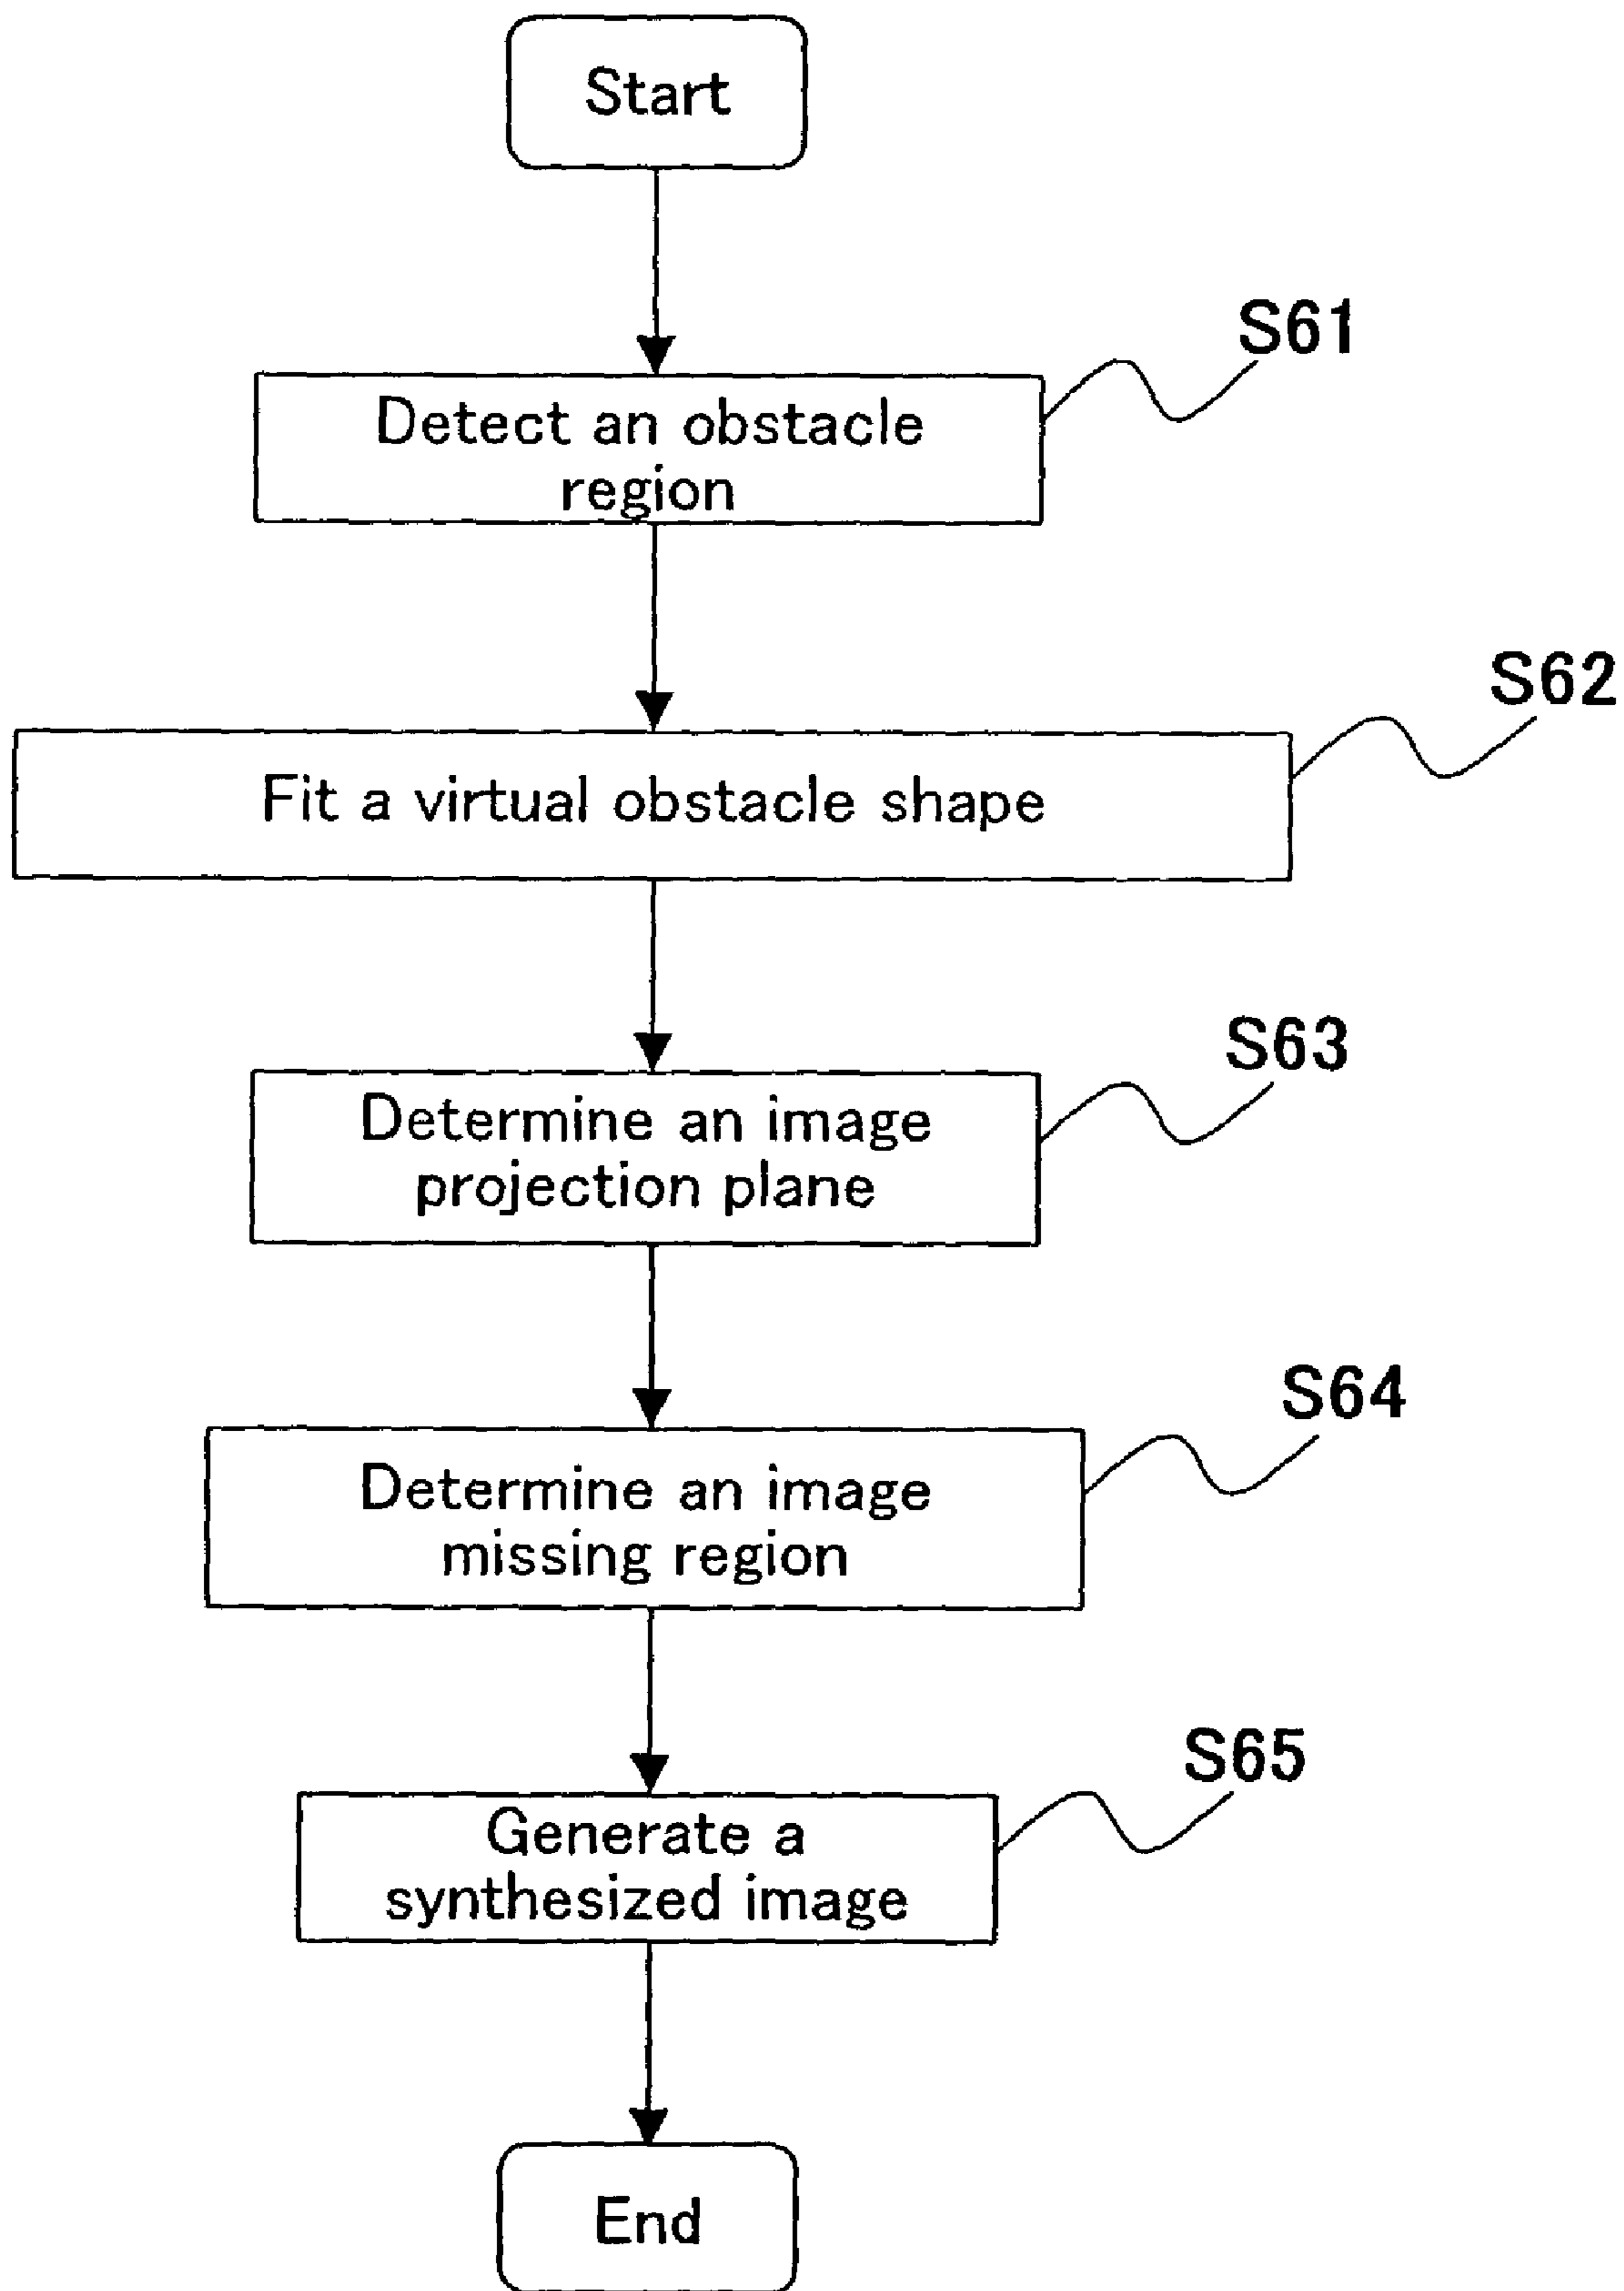 Start
S61
Detect an obstacle
region
S62
Fit a virtual obstacle shape
S63
Determine an image
projection plane
S64
Determine an image
missing region
S65
Generate a
synthesized image
End